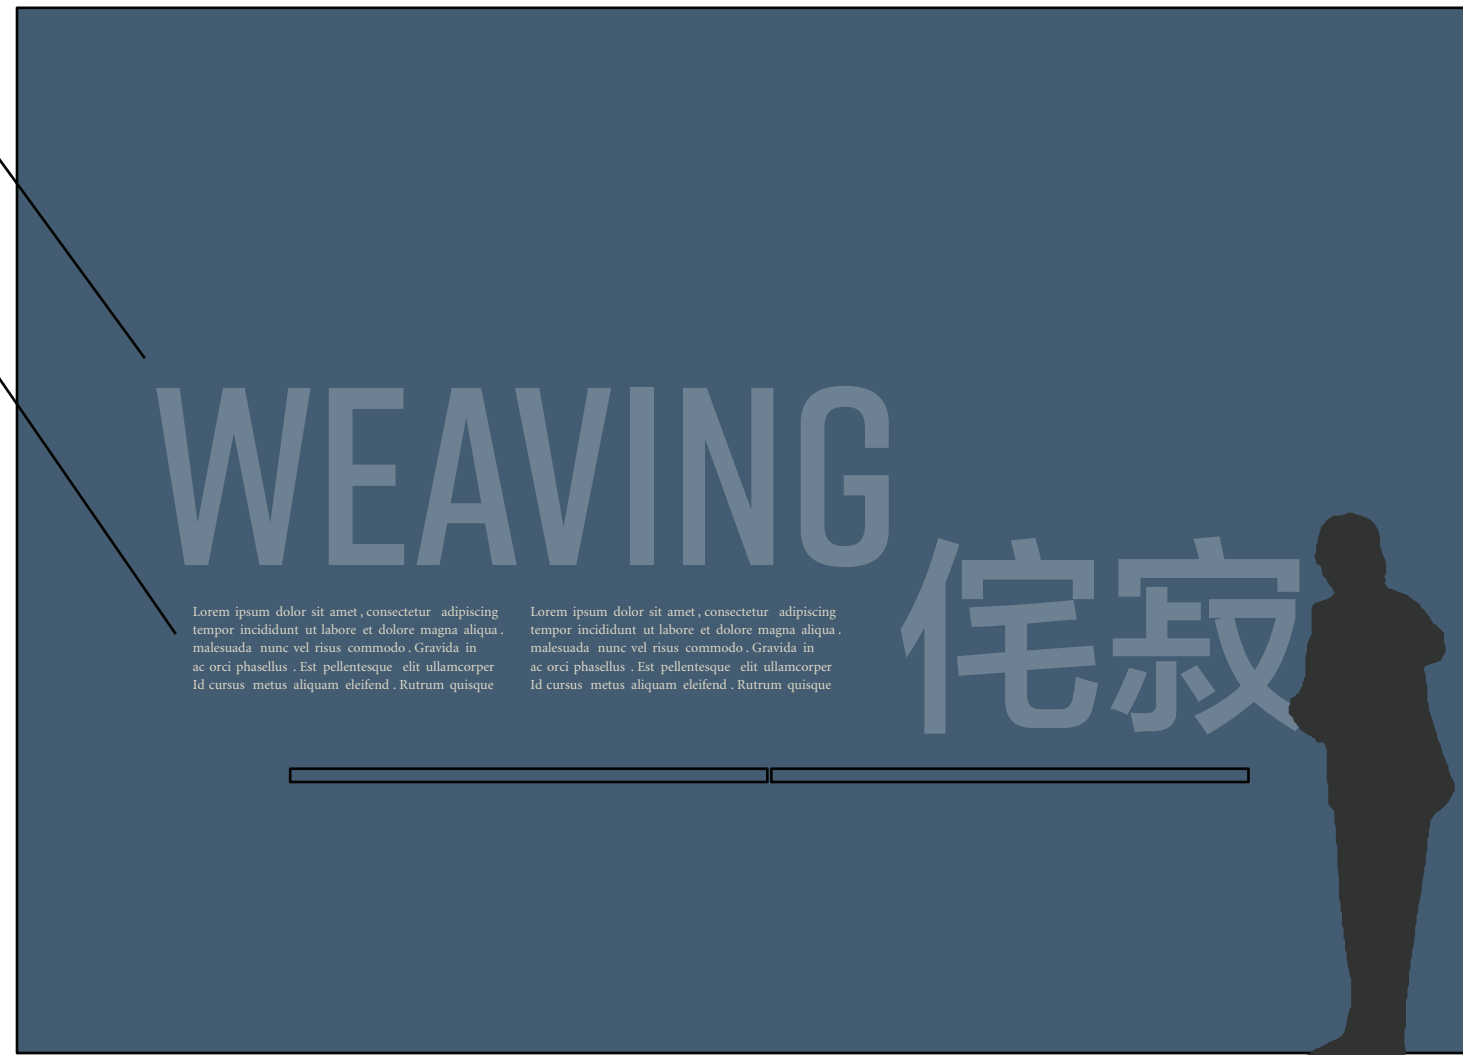 WEAVING
侘寂
Lorem ipsum dolor sit amet, consectetur adipiscing
tempor incididunt ut labore et dolore magna aliqua.
malesuada nunc vel risus commodo. Gravida in
ac orci phasellus. Est pellentesque elit ullamcorper
Id cursus metus aliquam eleifend. Rutrum quisque
Lorem ipsum dolor sit amet, consectetur adipiscing
tempor incididunt ut labore et dolore magna aliqua.
malesuada nunc vel risus commodo. Gravida in
ac orci phasellus. Est pellentesque elit ullamcorper
Id cursus metus aliquam eleifend. Rutrum quisque